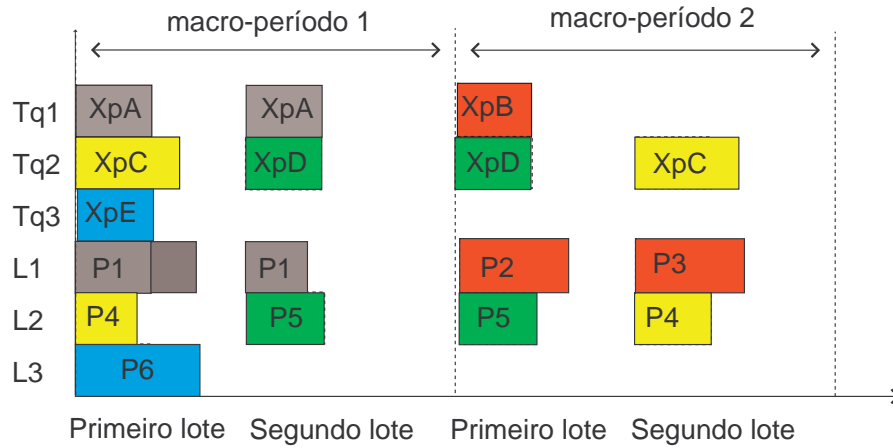 macro-período 1 macro-período 2
Tq1 XpA XpA XpB
Tq2 XpC XpD XpD XpC
Tq3 XpE
L1 P1 P1 P2 P3
L2 P4 P5 P5 P4
L3 P6
Primeiro lote Segundo lote Primeiro lote Segundo lote